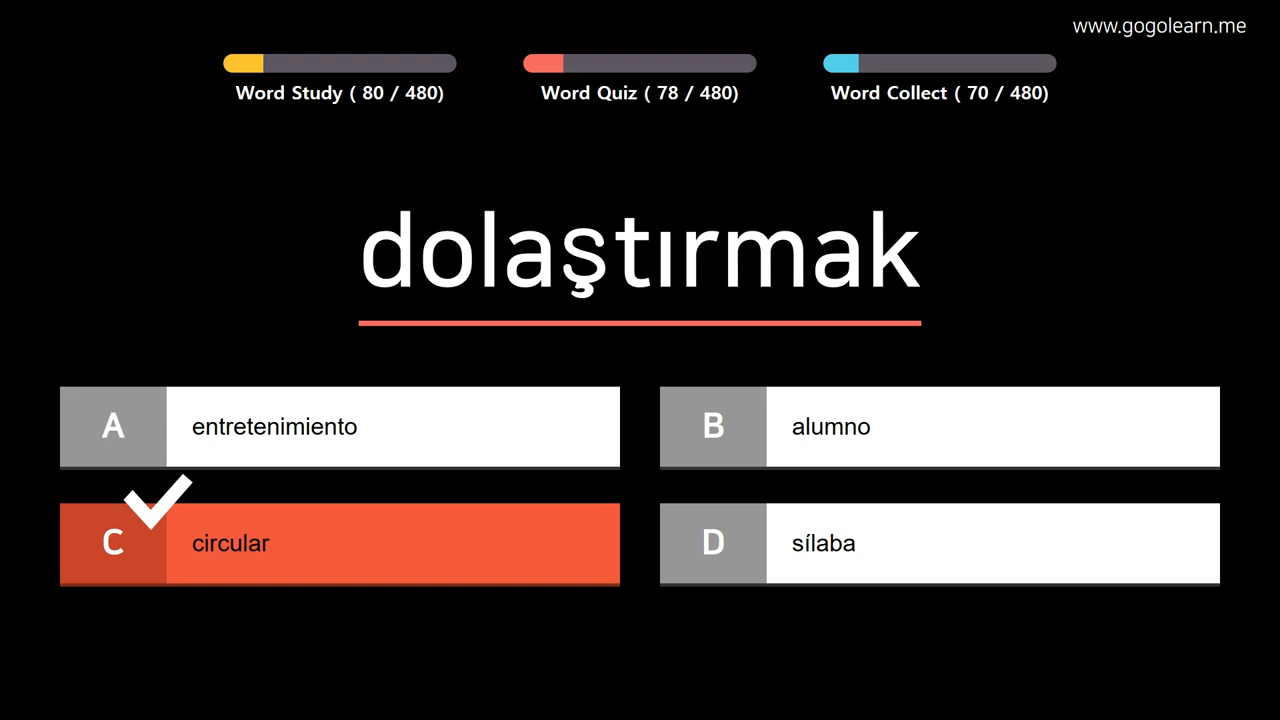 www.gogolearn.me
Word Study ( 80 / 480)
Word Quiz ( 78 / 480)
Word Collect ( 70 / 480)
dolaştırmak
A entretenimiento
B alumno
C circular
D sílaba